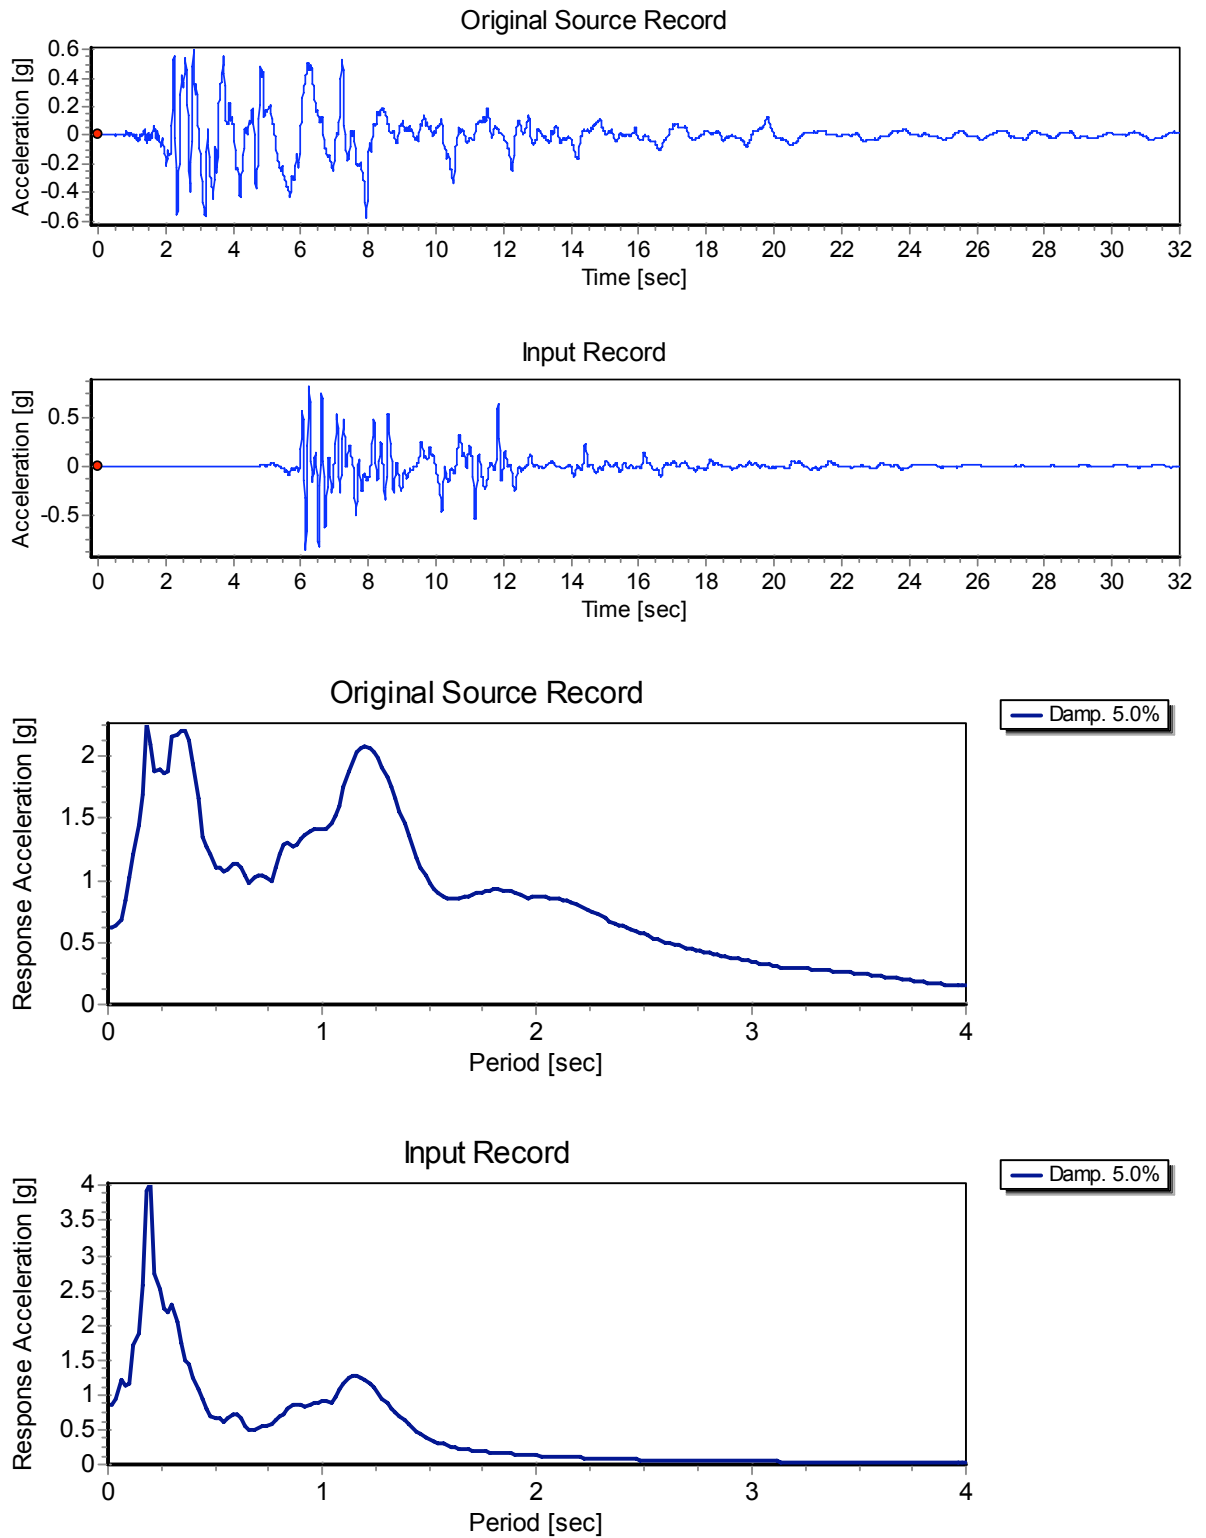 Original Source Record
Acceleration [g]
0.6
0.4
0.2
0
-0.2
-0.4
-0.6
0 2 4 6 8 10 12 14 16 18 20 22 24 26 28 30 32
Time [sec]
Input Record
Acceleration [g]
0.5
0
-0.5
0 2 4 6 8 10 12 14 16 18 20 22 24 26 28 30 32
Time [sec]
Original Source Record
Damp. 5.0%
Response Acceleration [g]
2
1.5
1
0.5
0
0 1 2 3 4
Period [sec]
Input Record
Damp. 5.0%
Response Acceleration [g]
4
3.5
3
2.5
2
1.5
1
0.5
0
0 1 2 3 4
Period [sec]